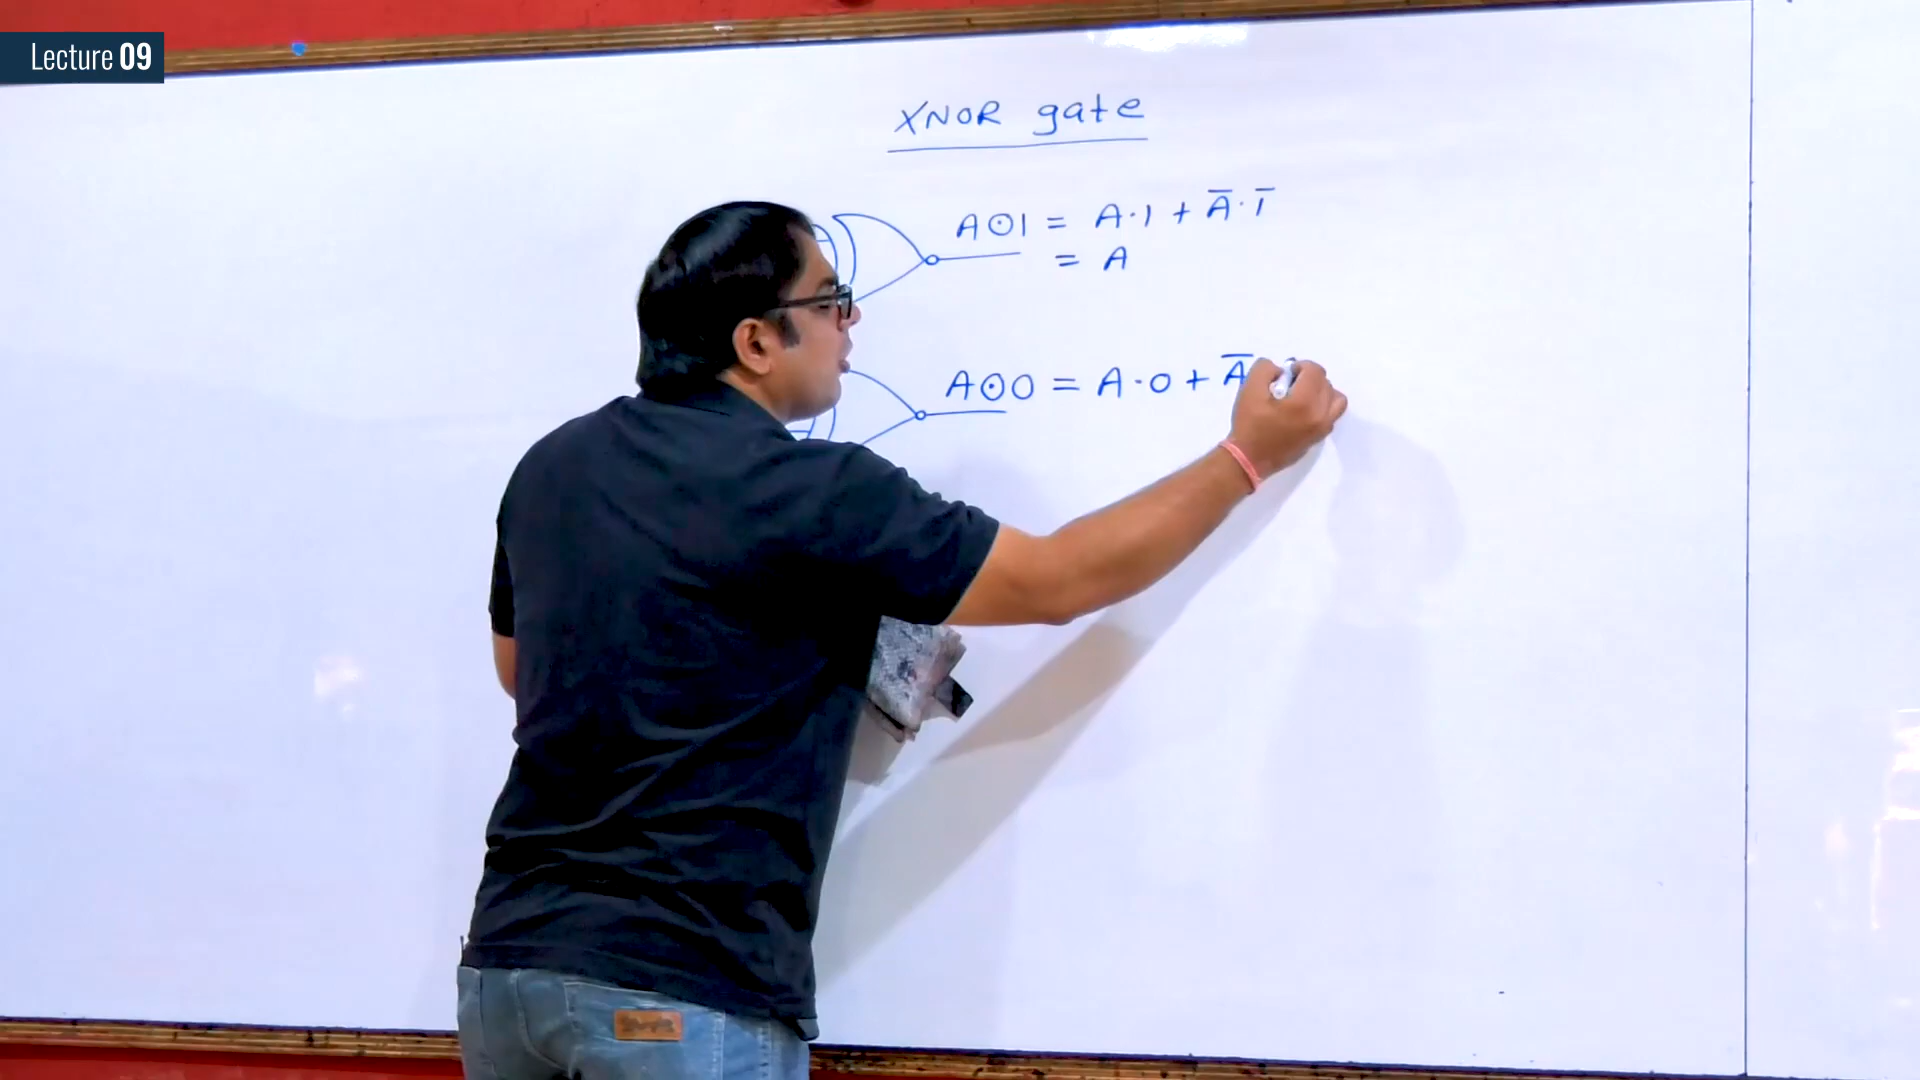 Lecture 09
XNOR gate
A⊙1 = A·1 + A̅·1̅
= A
A⊙0 = A·0 + A̅